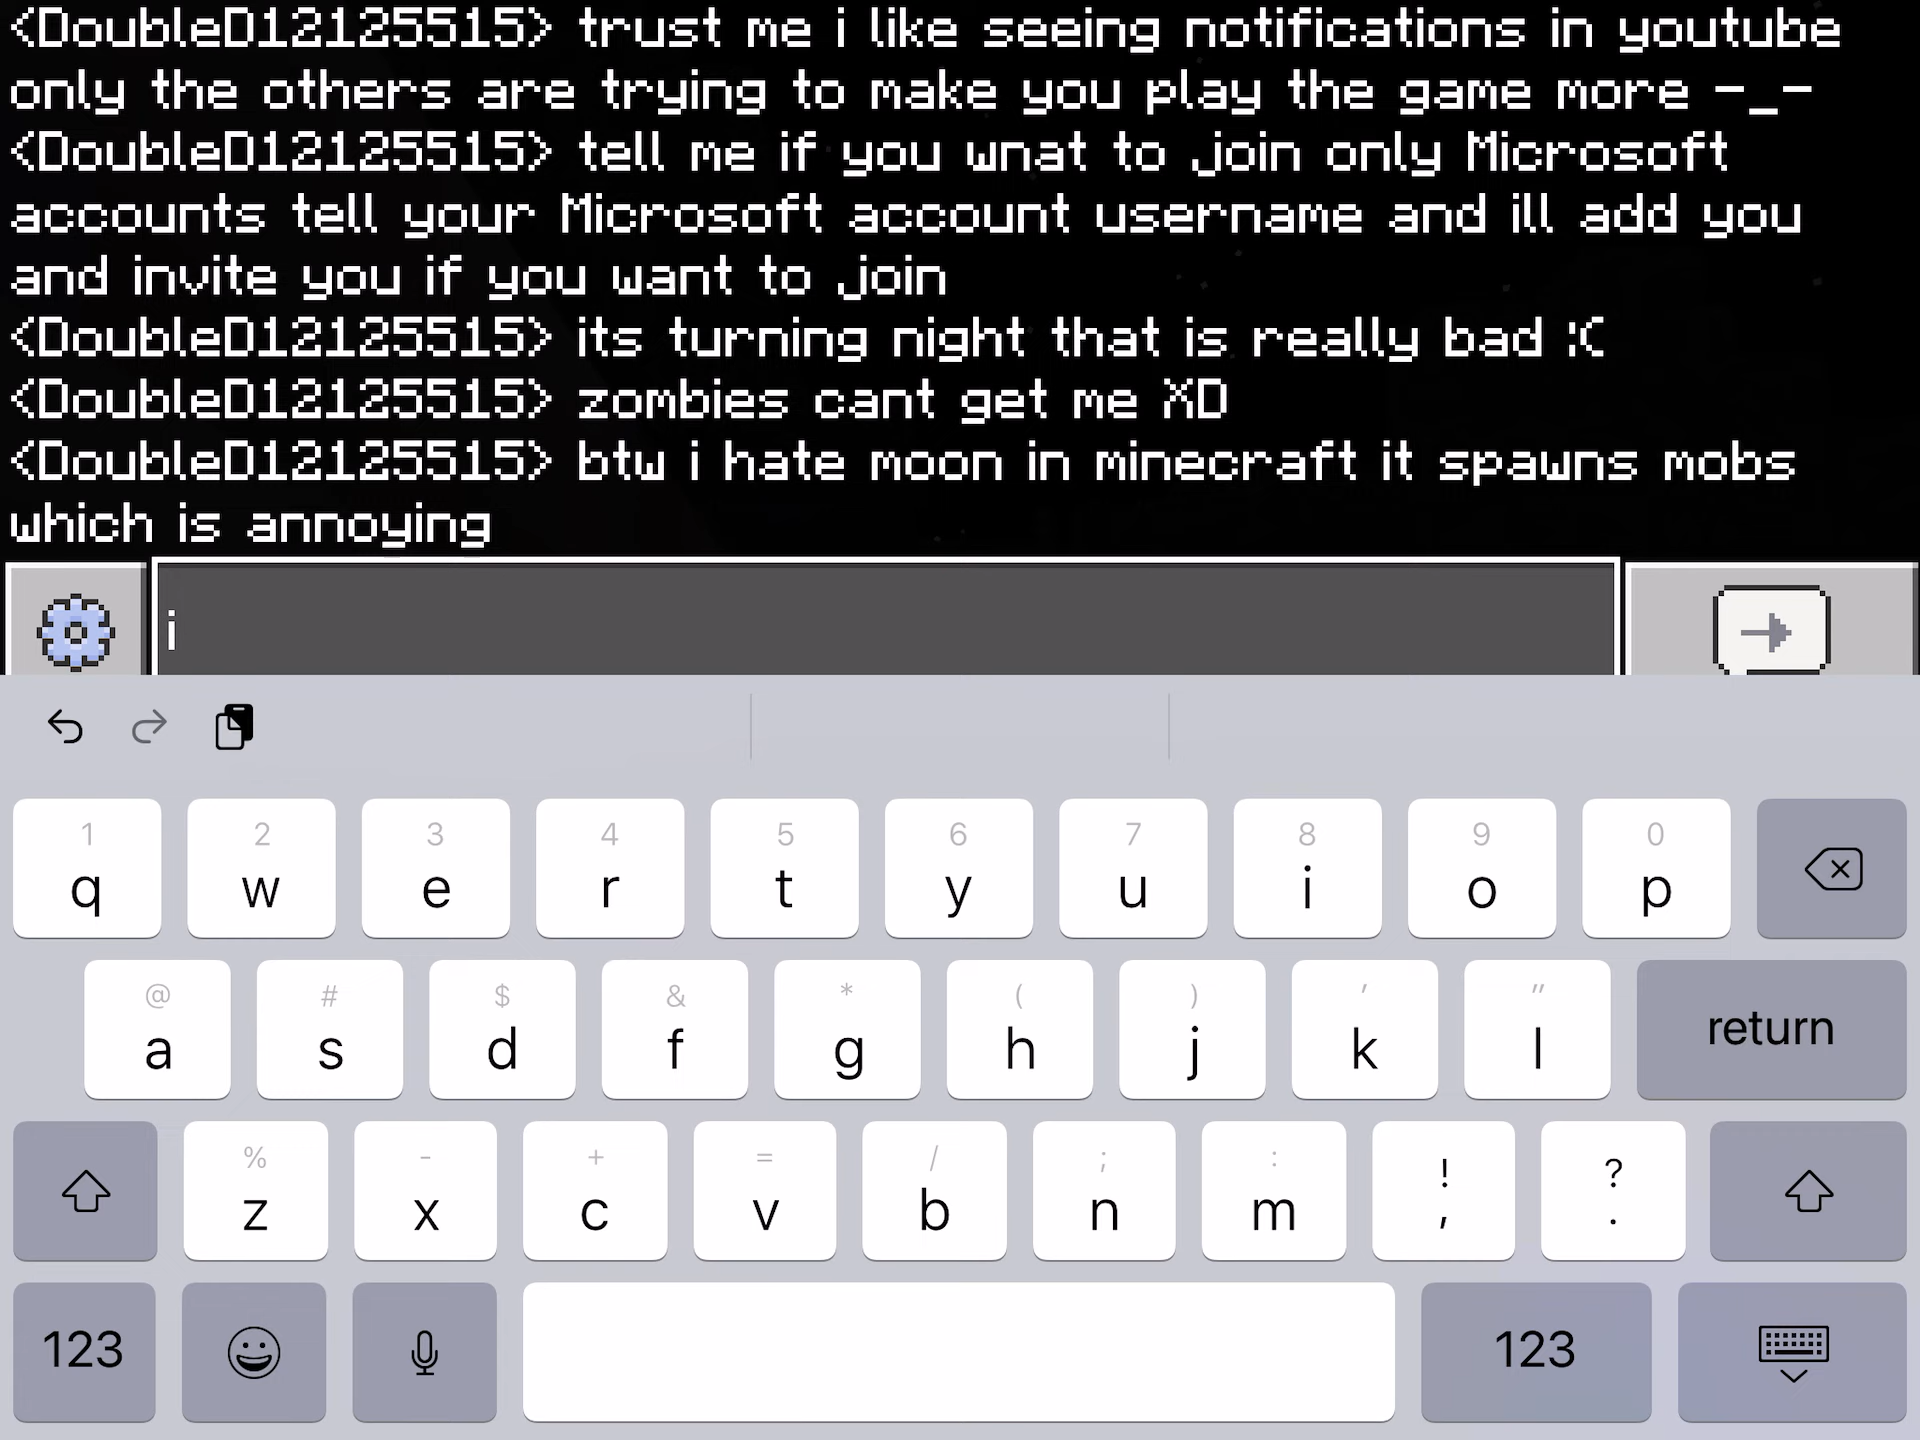 <DoubleD12125515> trust me i like seeing notifications in youtube
only the others are trying to make you play the game more -_-
<DoubleD12125515> tell me if you wnat to join only Microsoft
accounts tell your Microsoft account username and ill add you
and invite you if you want to join
<DoubleD12125515> its turning night that is really bad :C
<DoubleD12125515> zombies cant get me XD
<DoubleD12125515> btw i hate moon in minecraft it spawns mobs
which is annoying
i
1 2 3 4 5 6 7 8 9 0
q w e r t y u i o p
@ # $ & * ( ) ' "
a s d f g h j k l return
% - + = / ; : ! ?
z x c v b n m , .
123 123